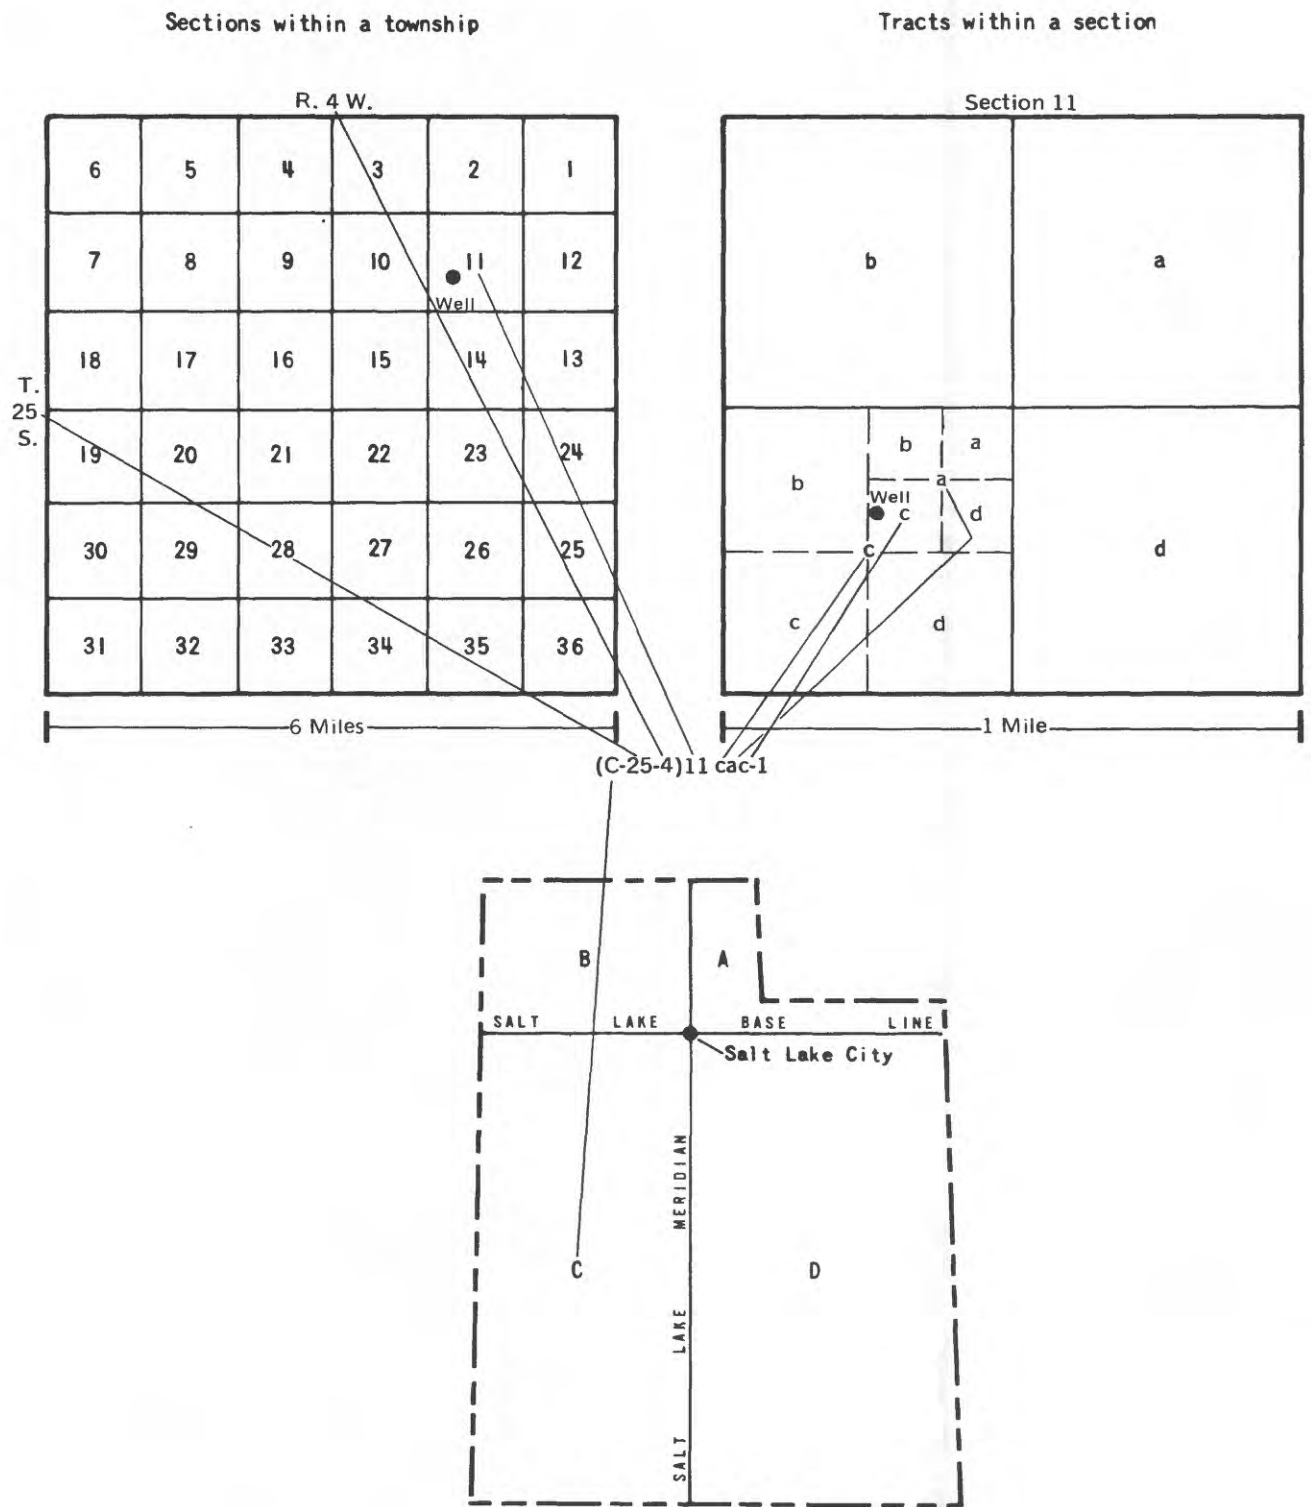 Sections within a township
Tracts within a section
R. 4 W.
6 5 4 3 2 1
7 8 9 10 11 12
Well
18 17 16 15 14 13
T.
25
S.
19 20 21 22 23 24
30 29 28 27 26 25
31 32 33 34 35 36
6 Miles
Section 11
b a
b a
b a
Well
c d
c
c d
d
1 Mile
(C-25-4)11 cac-1
B A
SALT LAKE BASE LINE
Salt Lake City
C D
SALT LAKE MERIDIAN